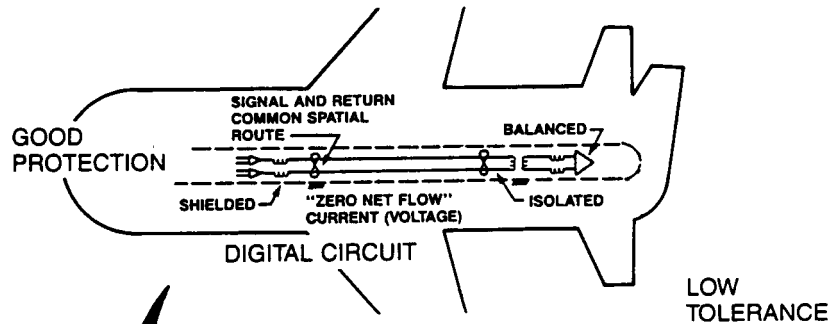 SIGNAL AND RETURN
COMMON SPATIAL
ROUTE
BALANCED
GOOD
PROTECTION
SHIELDED
"ZERO NET FLOW"
CURRENT (VOLTAGE)
ISOLATED
DIGITAL CIRCUIT
LOW
TOLERANCE